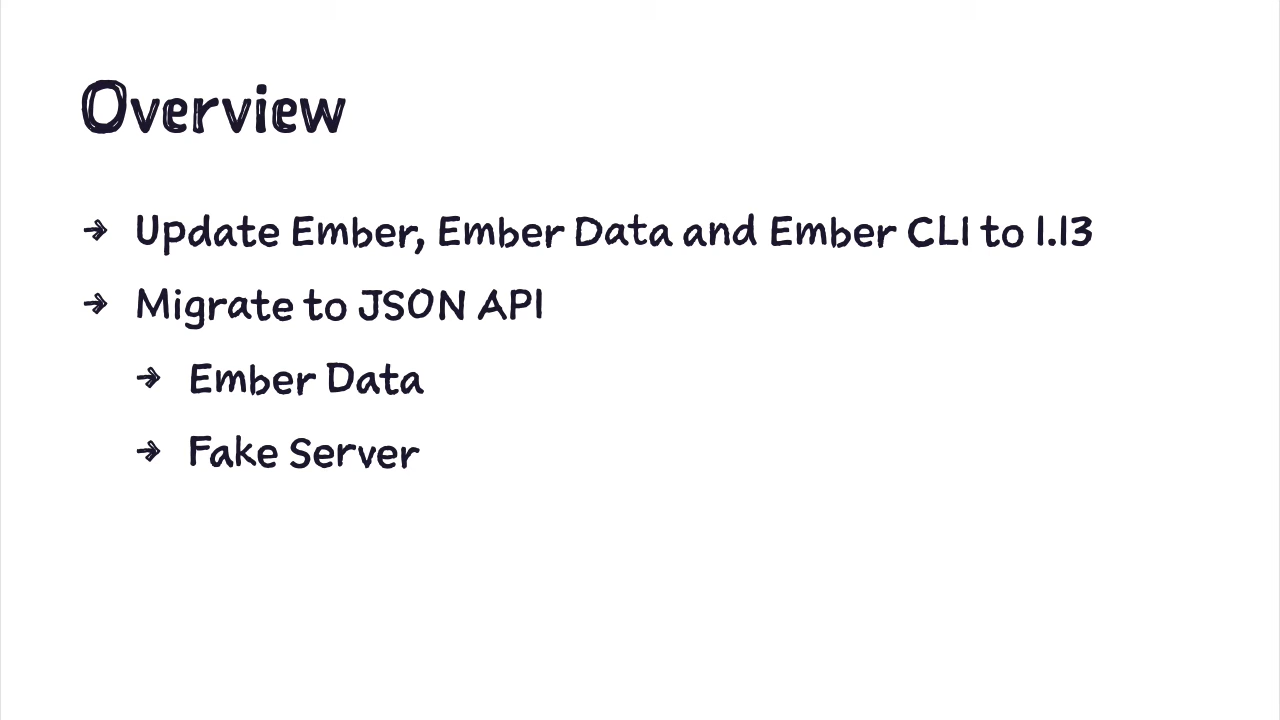 Overview
→ Update Ember, Ember Data and Ember CLI to 1.13
→ Migrate to JSON API
→ Ember Data
→ Fake Server